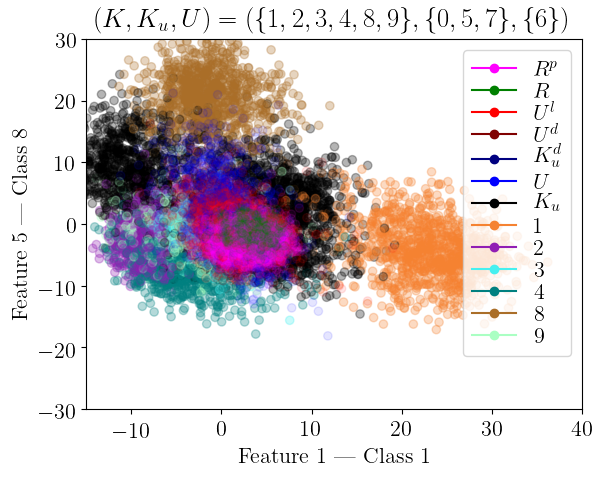 (K, K_u, U) = ({1, 2, 3, 4, 8, 9}, {0, 5, 7}, {6})
30
20
10
0
−10
−20
−30
Feature 5 — Class 8
R^p
R
U^l
U^d
K_u^d
U
K_u
1
2
3
4
8
9
−10
0
10
20
30
40
Feature 1 — Class 1